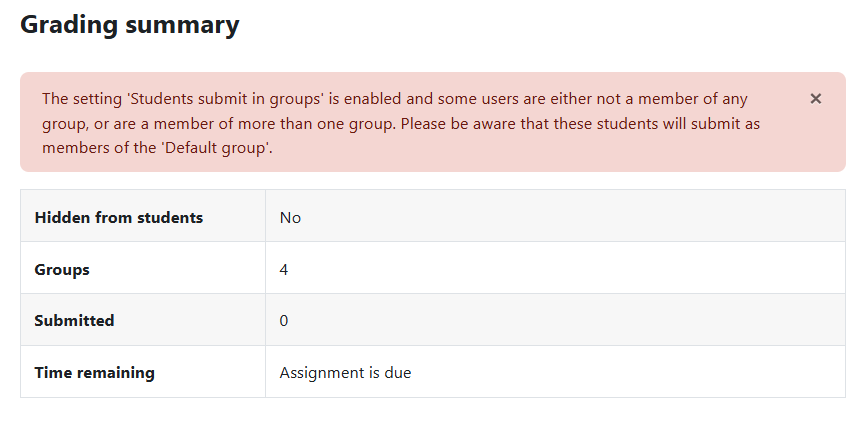 Grading summary
The setting 'Students submit in groups' is enabled and some users are either not a member of any
group, or are a member of more than one group. Please be aware that these students will submit as
members of the 'Default group'.
×
Hidden from students No
Groups 4
Submitted 0
Time remaining Assignment is due